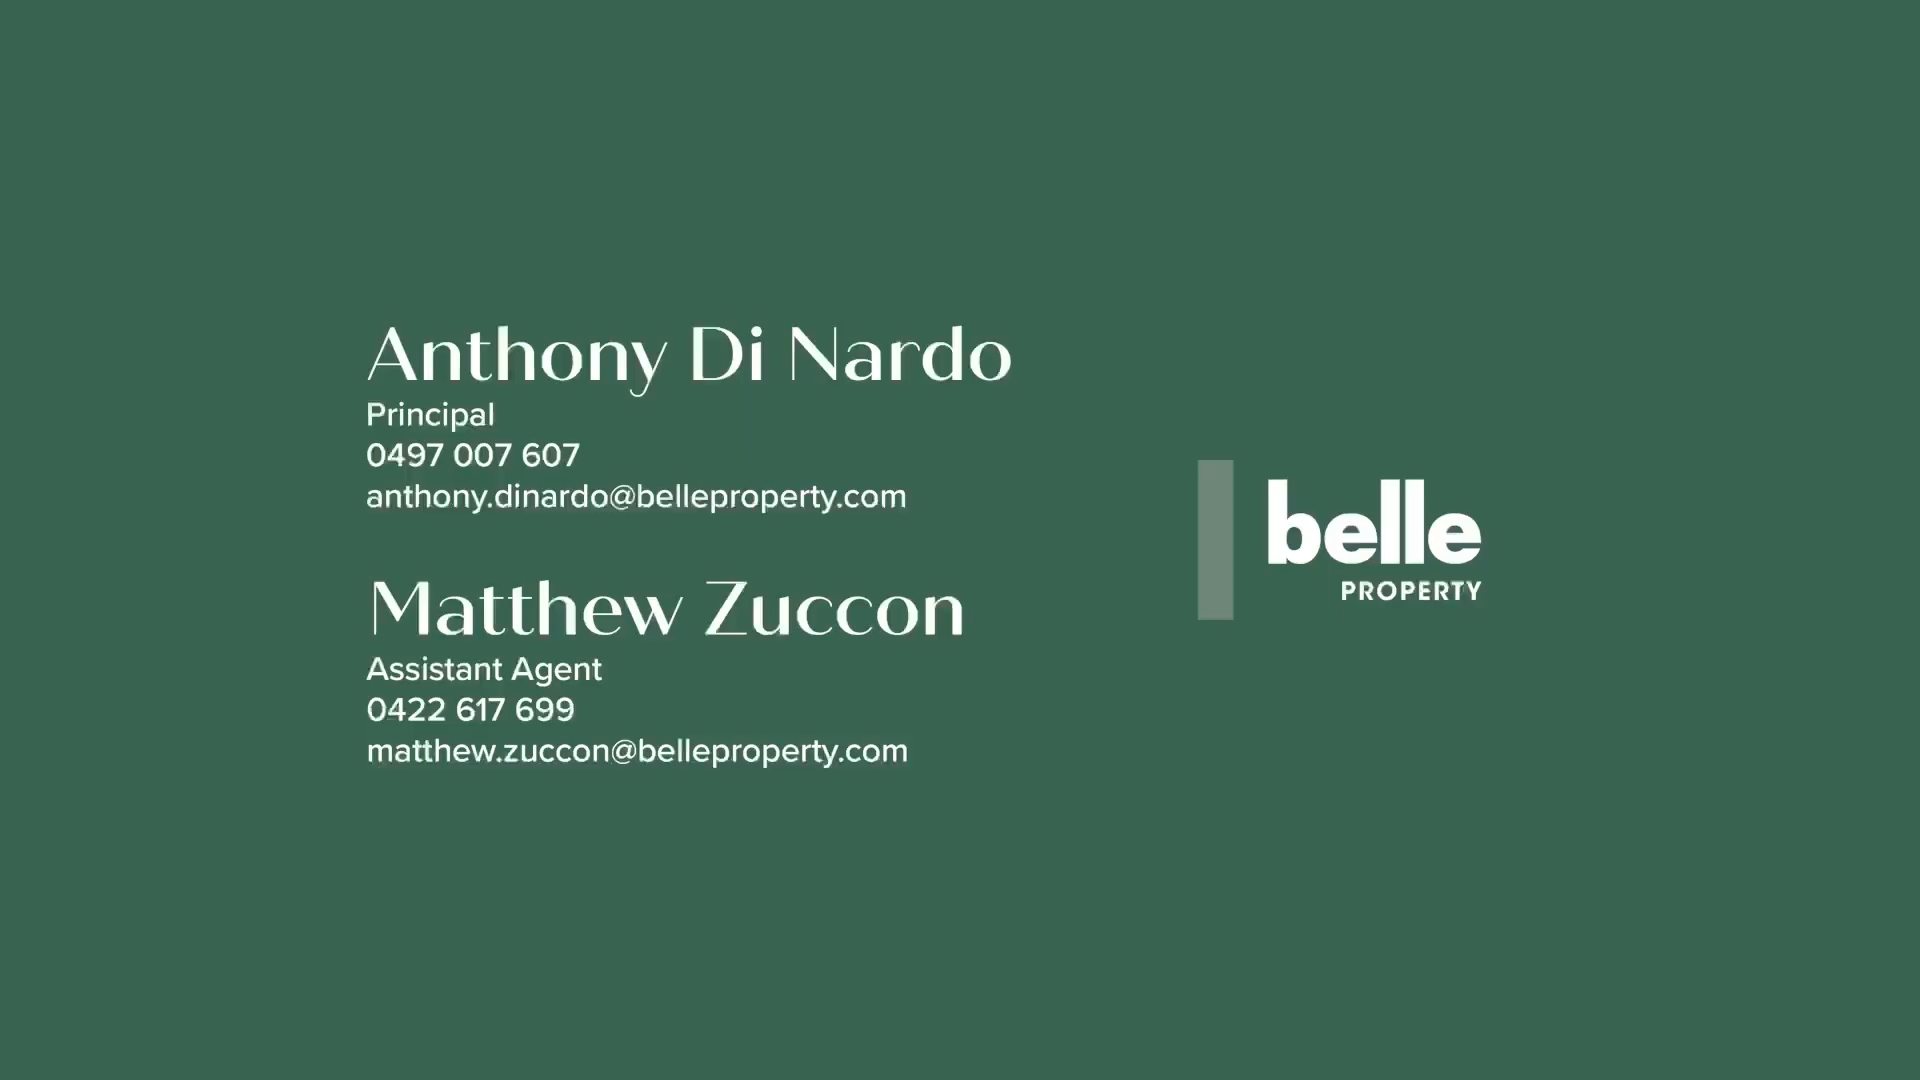 Anthony Di Nardo
Principal
0497 007 607
anthony.dinardo@belleproperty.com
Matthew Zuccon
Assistant Agent
0422 617 699
matthew.zuccon@belleproperty.com
belle
PROPERTY